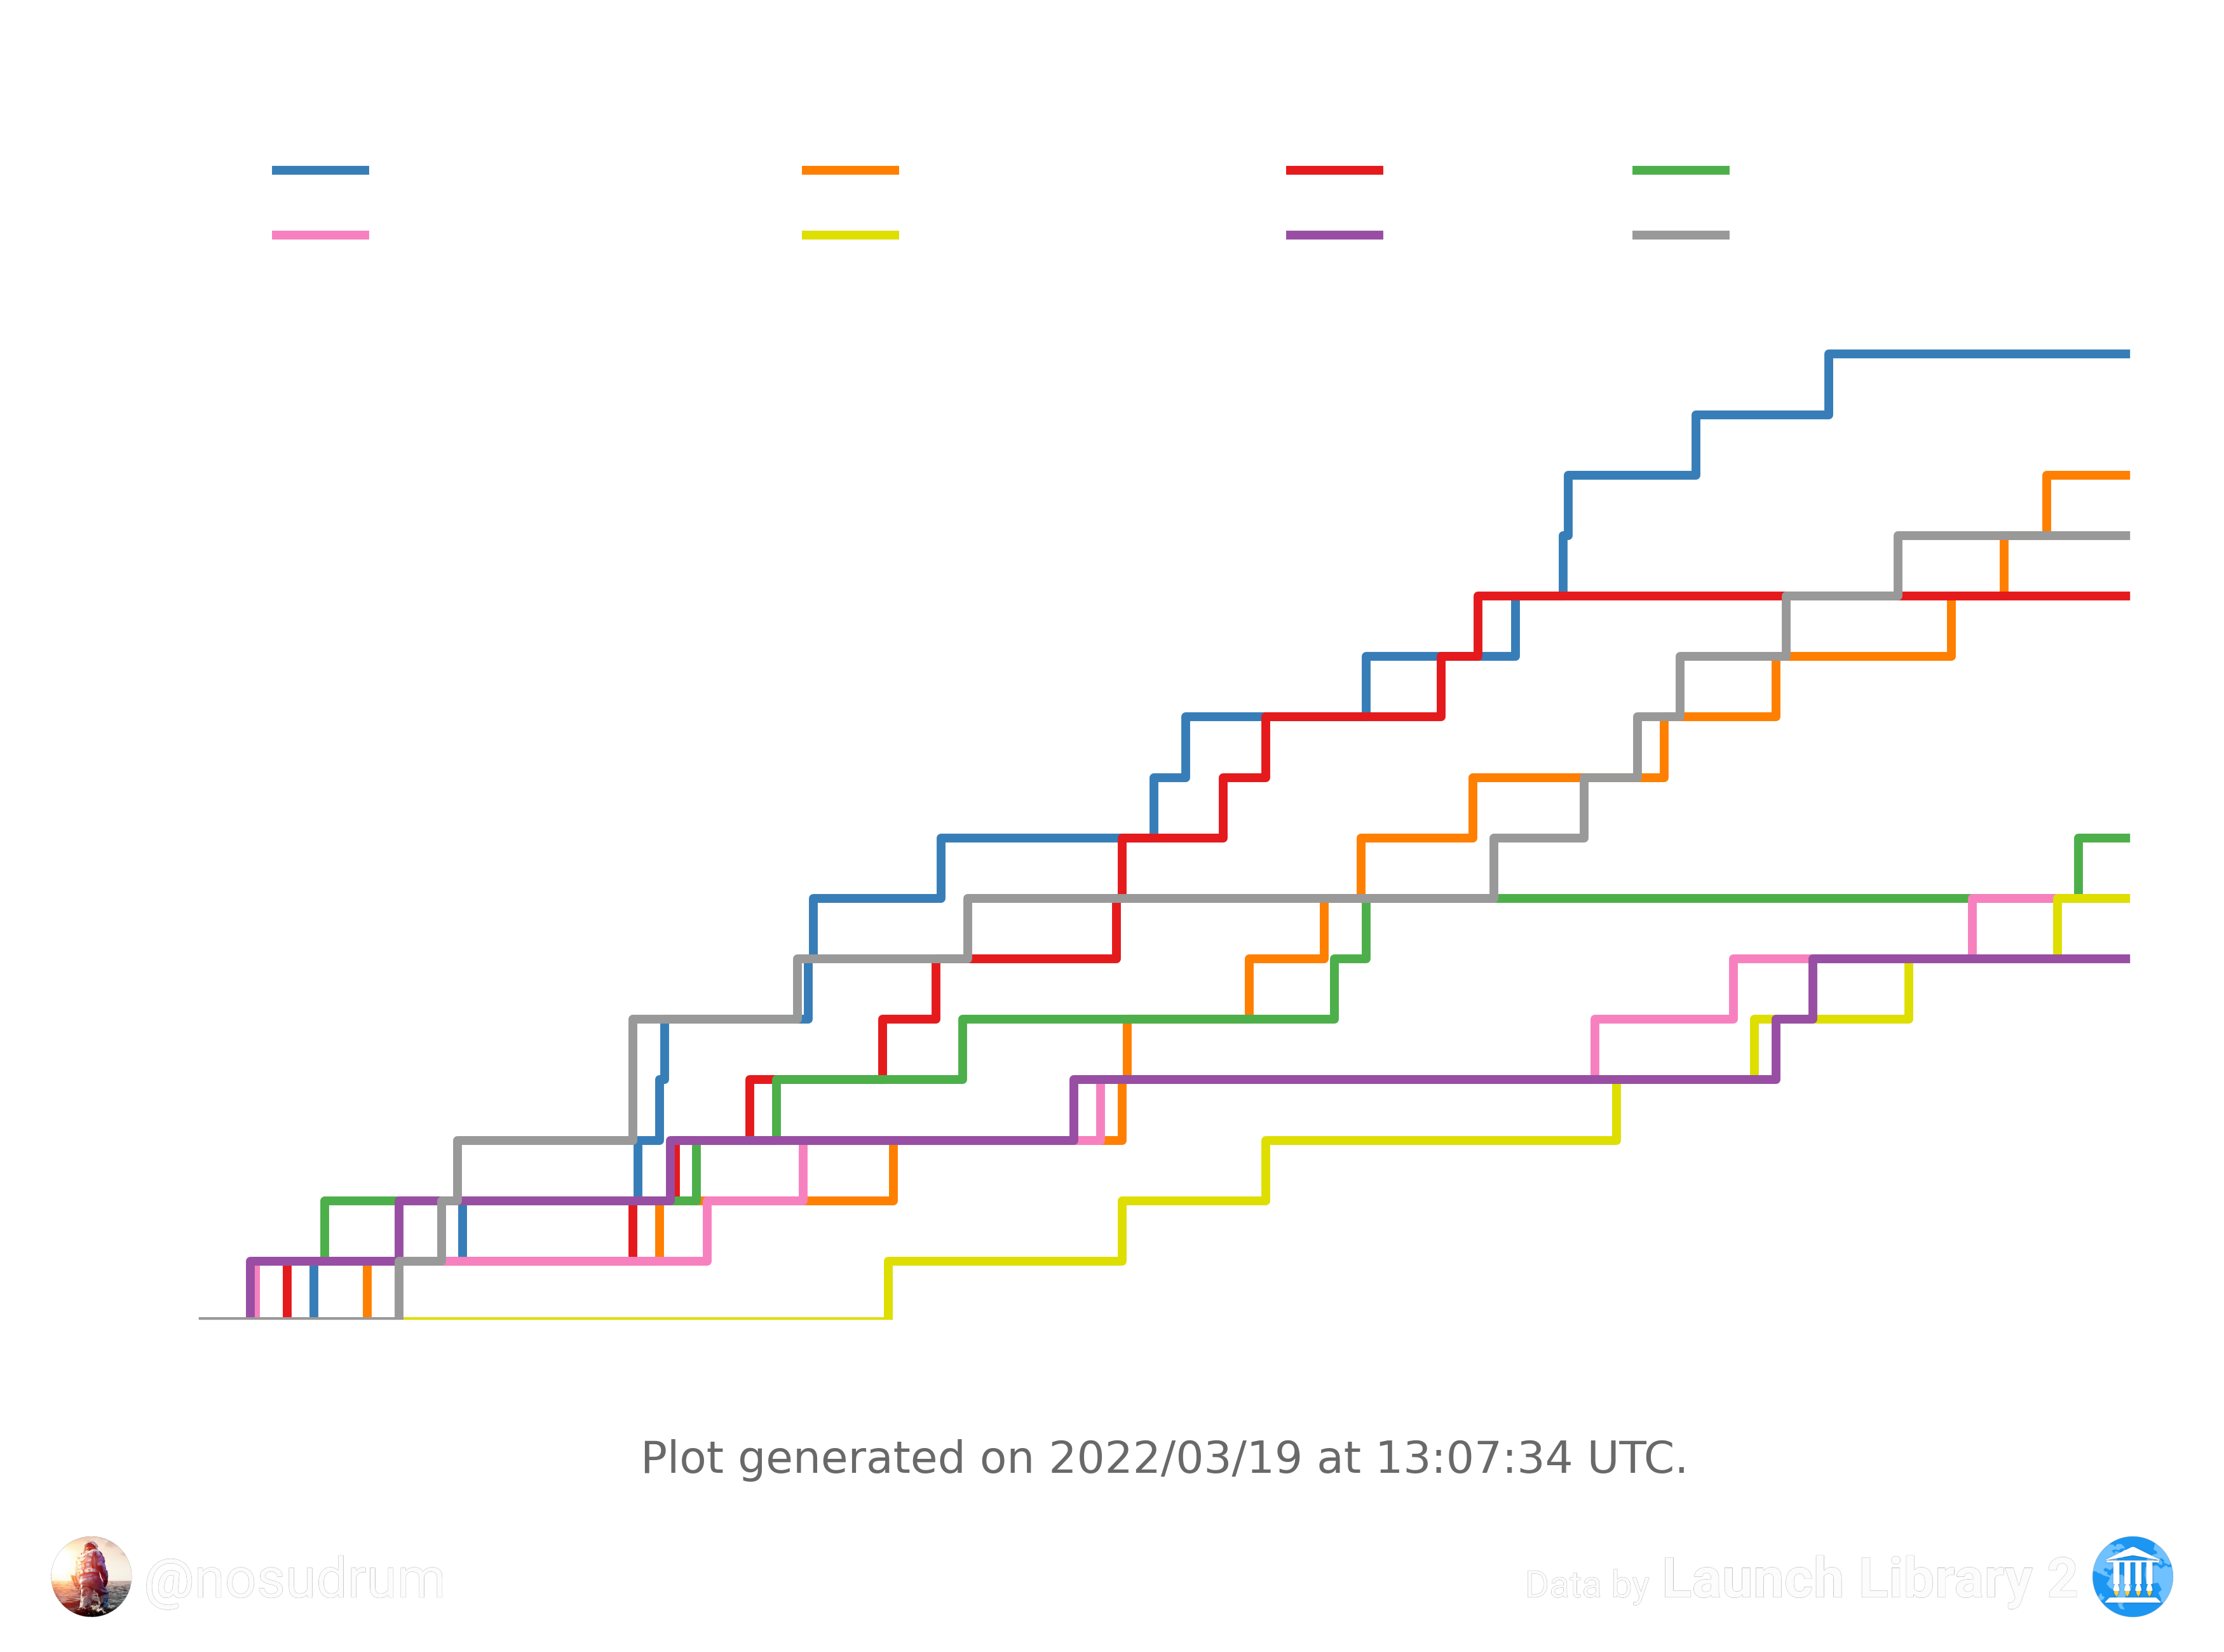 Plot generated on 2022/03/19 at 13:07:34 UTC.
@nosudrum
Data by Launch Library 2